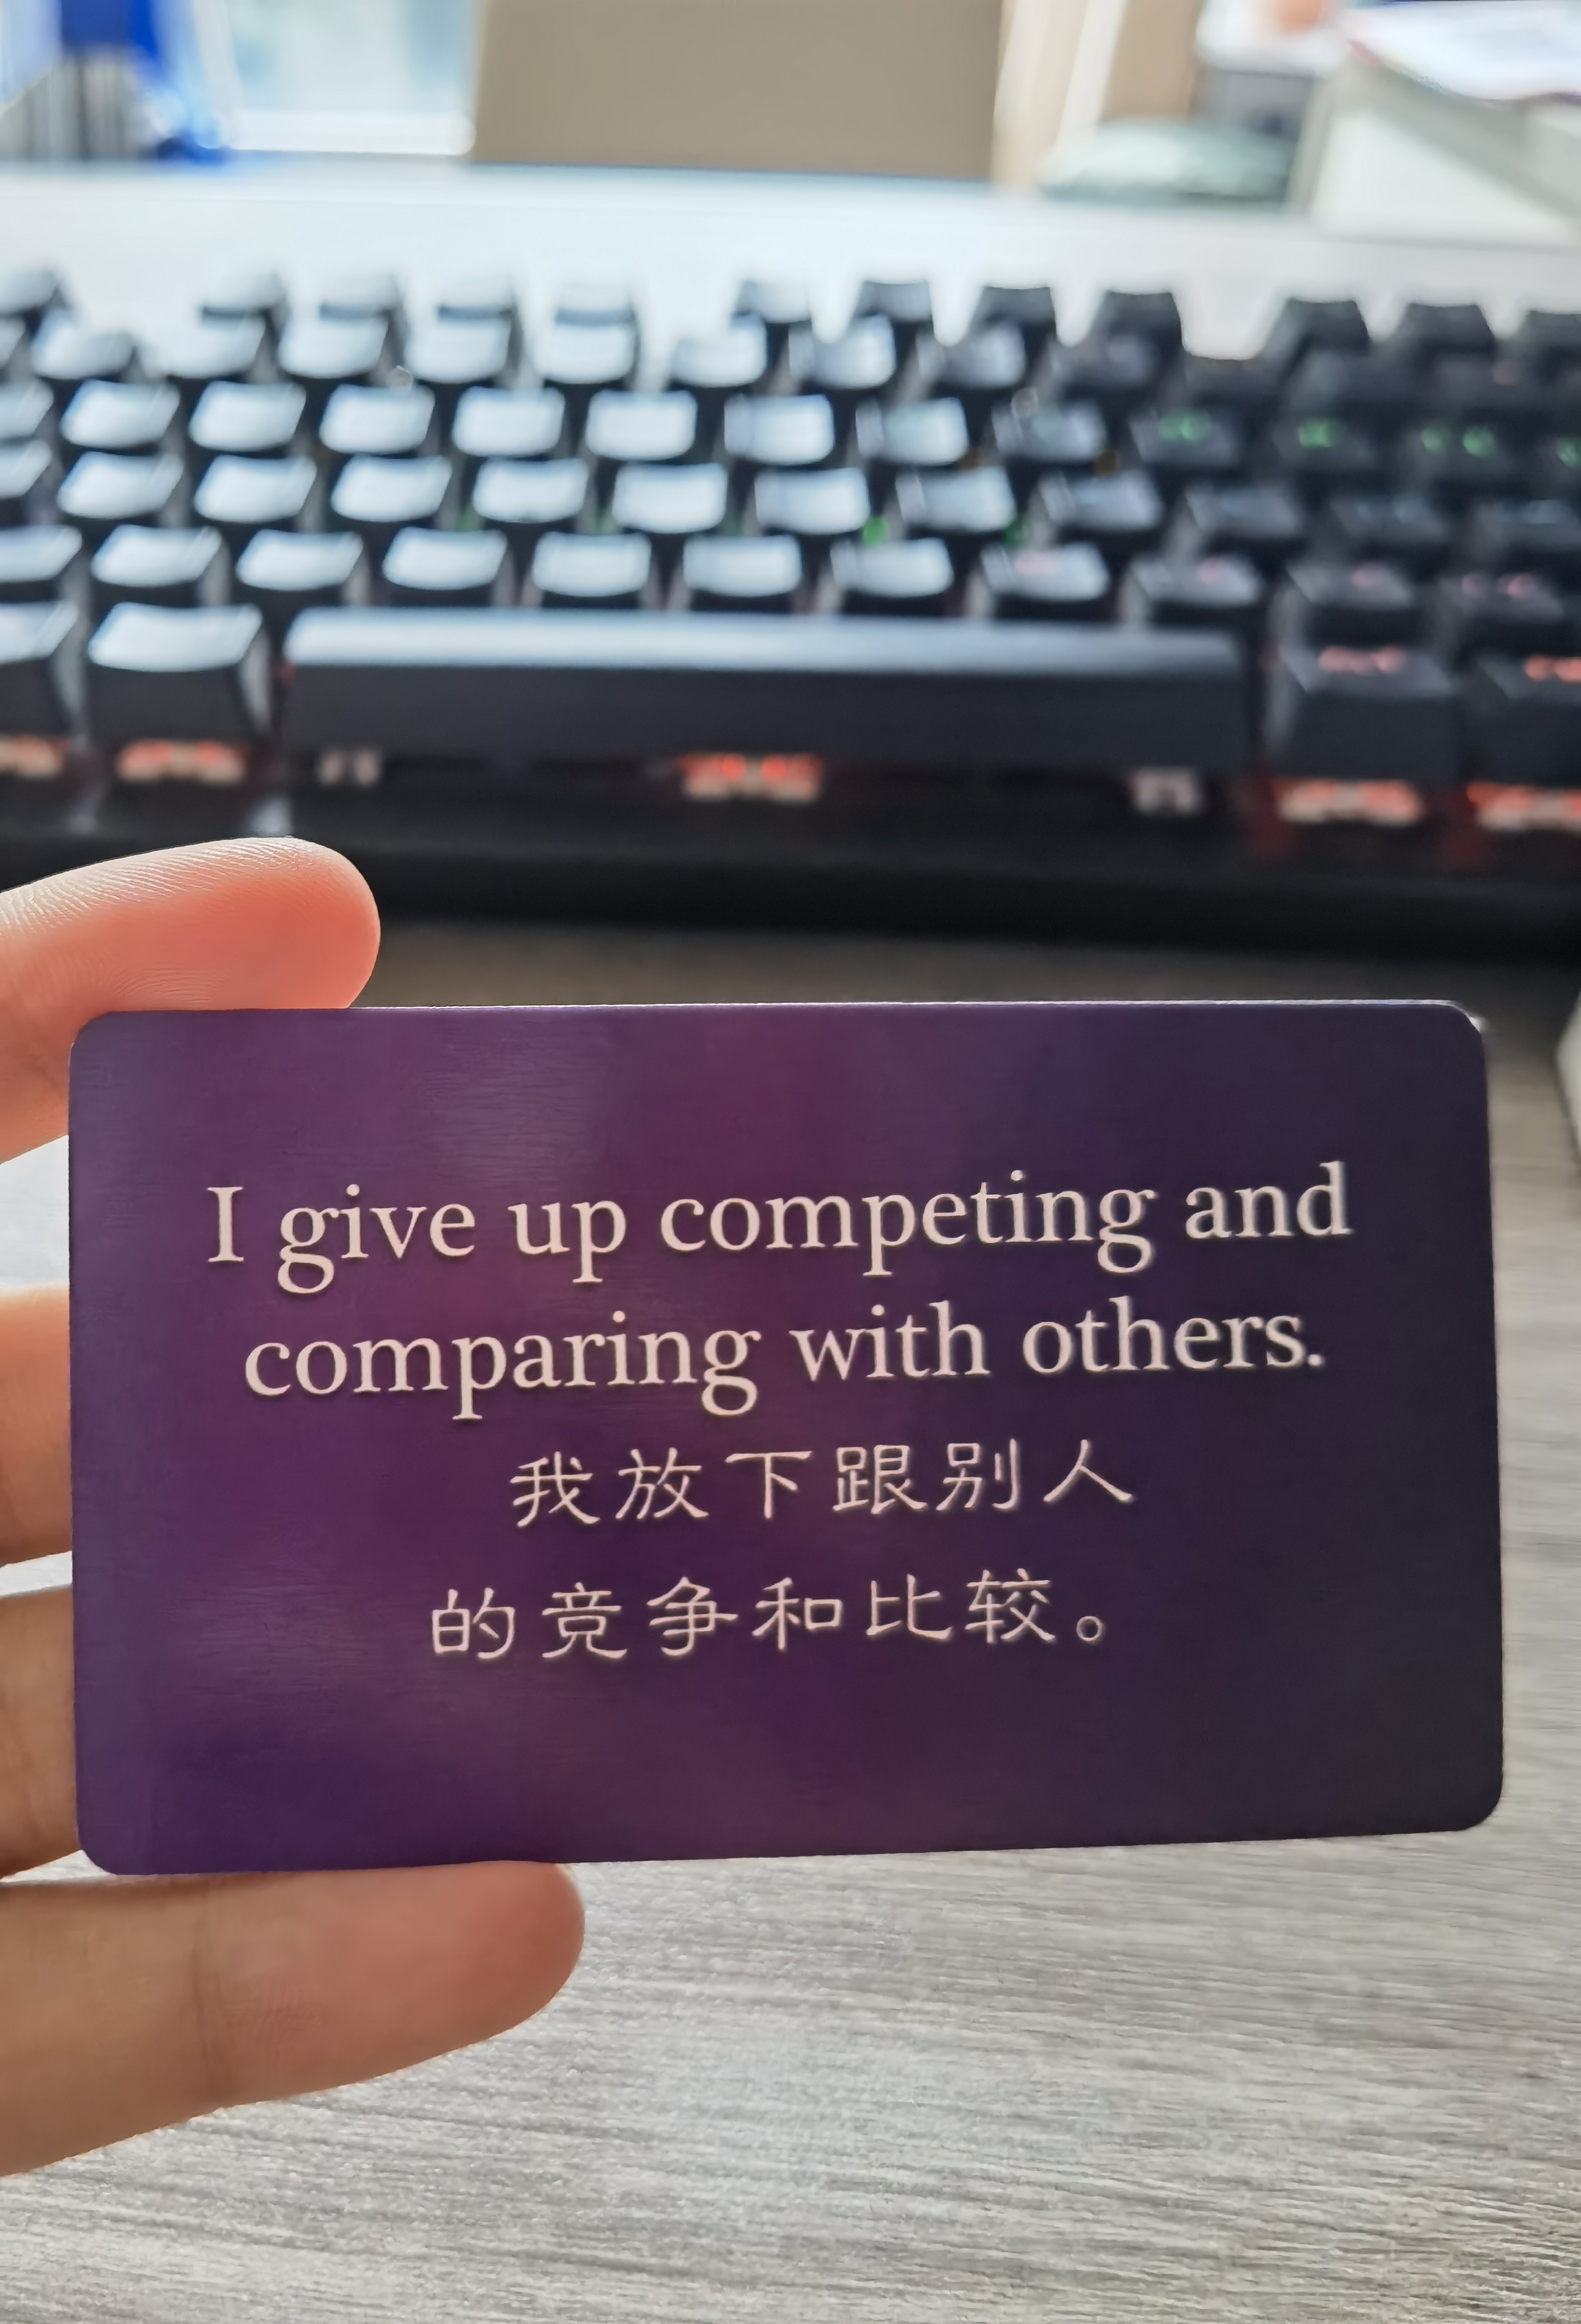 I give up competing and
comparing with others.
我放下跟别人
的竞争和比较。